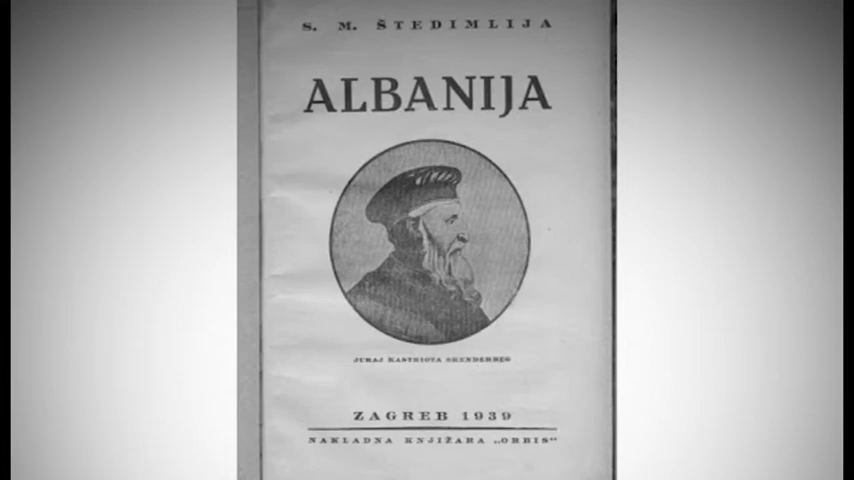 S. M. ŠTEDIMLIJA
ALBANIJA
JURAJ KASTRIOTA SKENDERBEG
ZAGREB 1939
NAKLADNA KNJIŽARA „ORBIS“